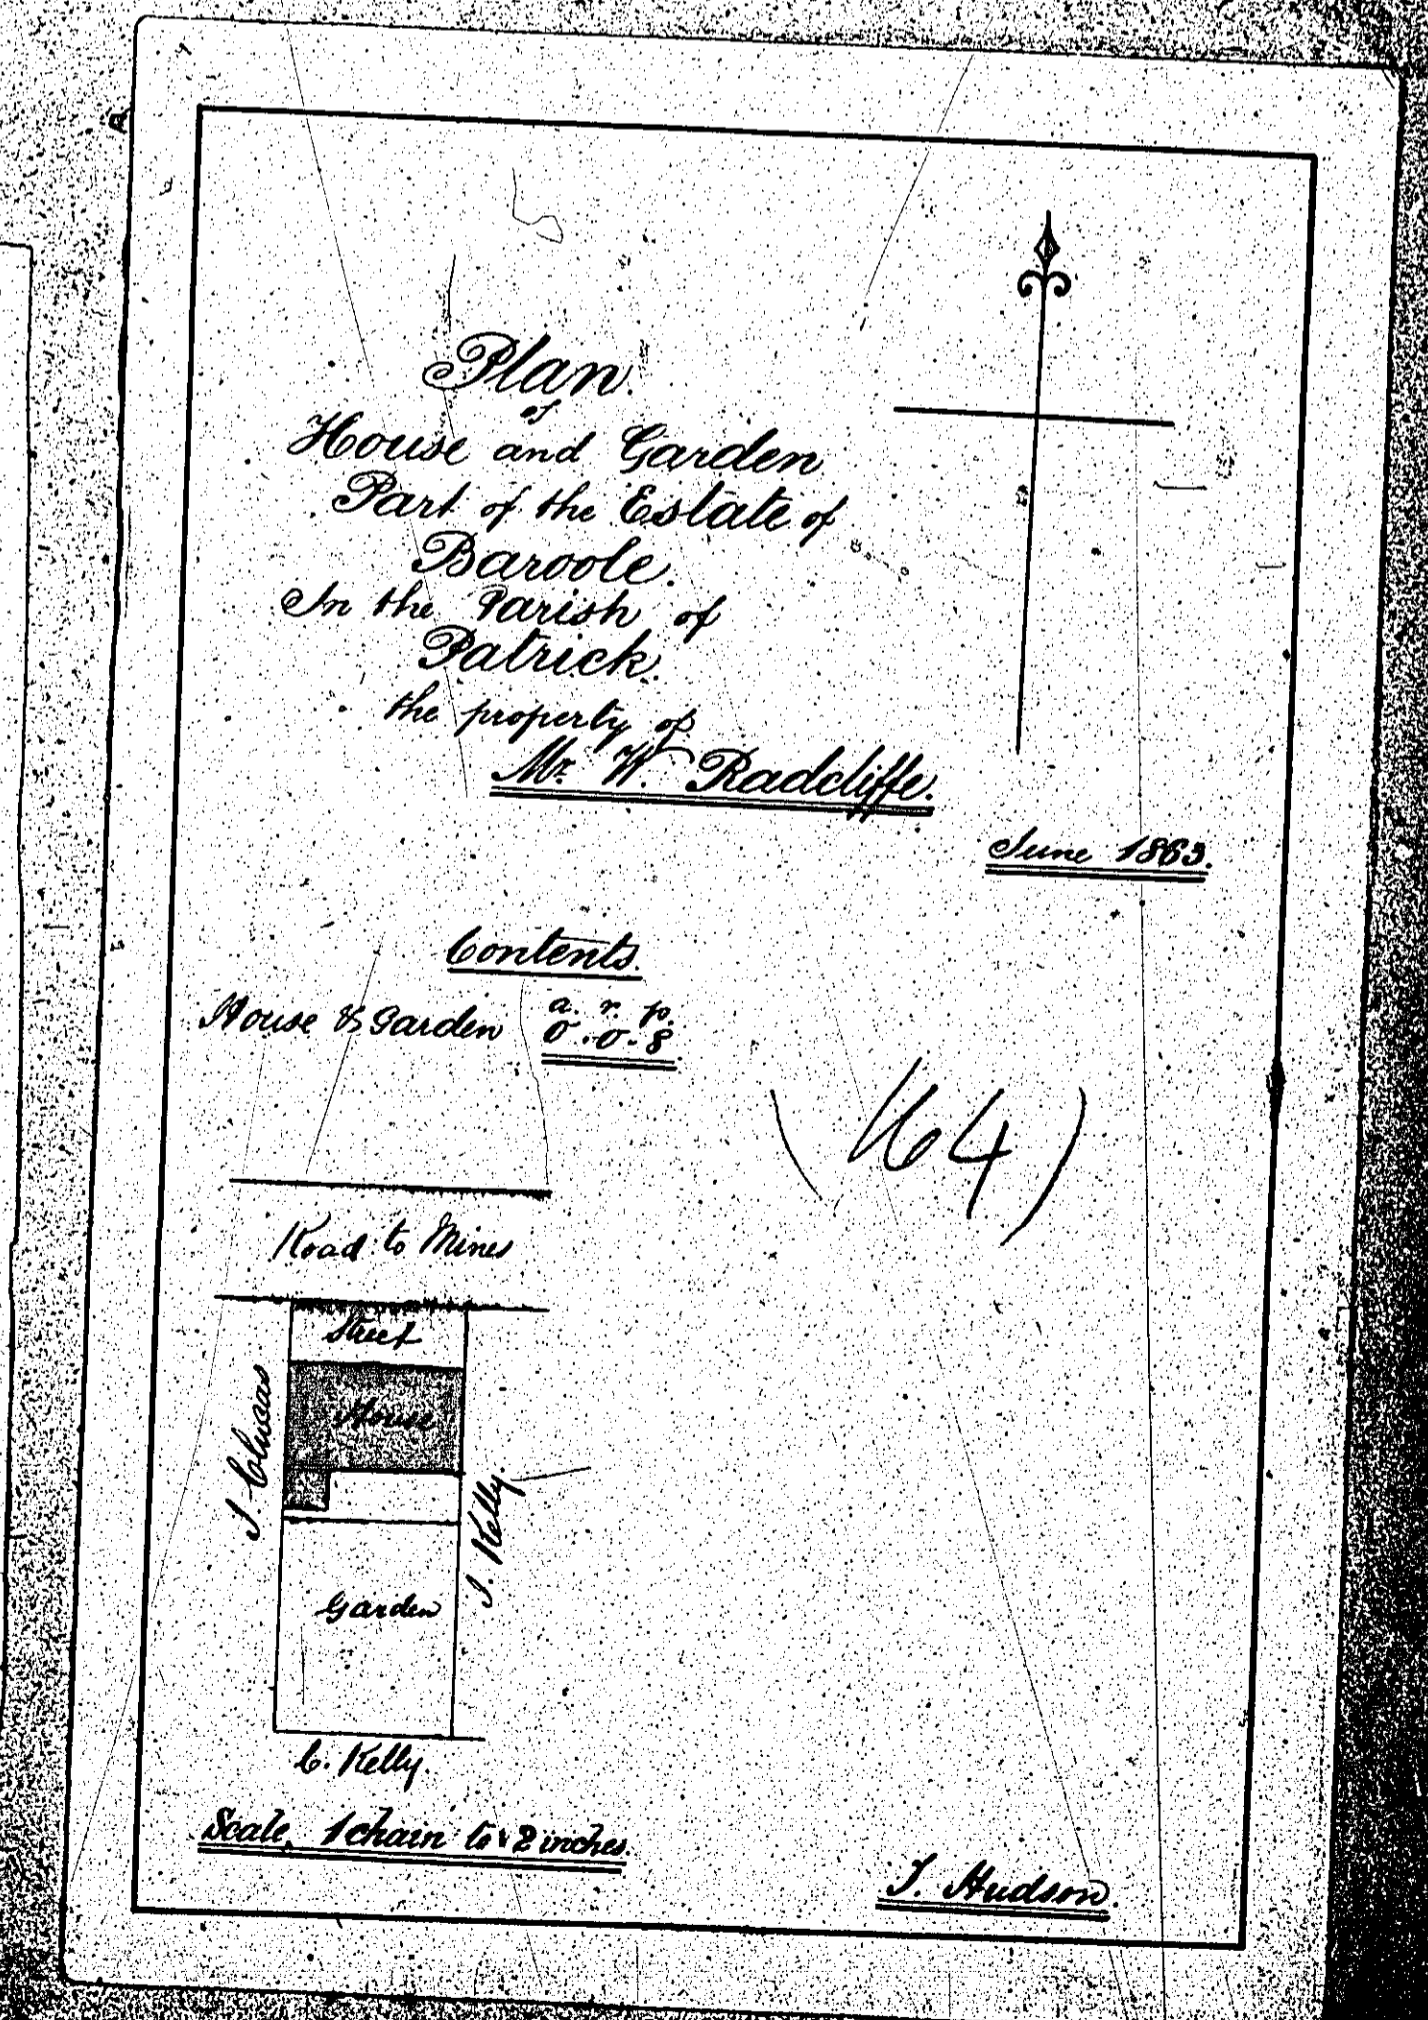 Plan.
of
House and Garden
Part of the Estate of
Baroole.
In the Parish of
Patrick.
the property of
Mr. W. Radcliffe.
June 1863.
Contents.
a. r. p.
House & Garden 0.0.8
(164)
Road to Mines
Street
House
J. Clucas
J. Kelly.
Garden
C. Kelly.
Scale, 1 chain to 2 inches.
J. Hudson.